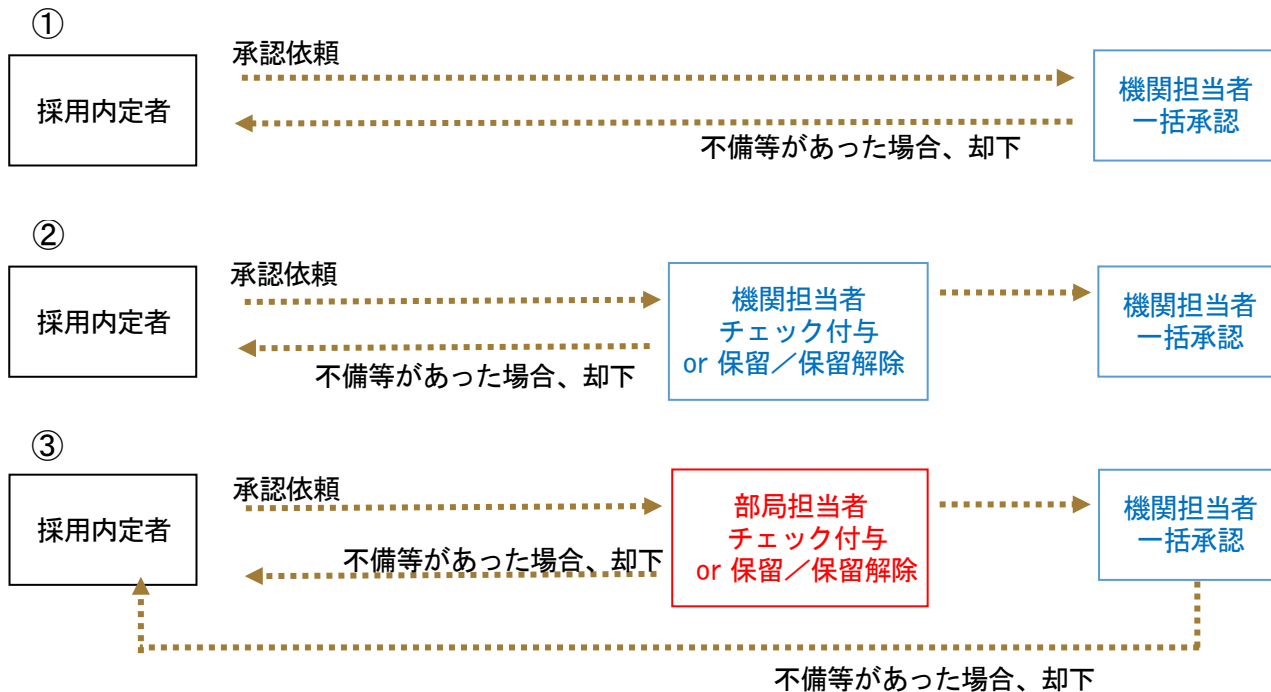 ①
承認依頼
採用内定者
機関担当者
一括承認
不備等があった場合、却下
②
承認依頼
採用内定者
機関担当者
チェック付与
or 保留／保留解除
機関担当者
一括承認
不備等があった場合、却下
③
承認依頼
採用内定者
部局担当者
チェック付与
or 保留／保留解除
機関担当者
一括承認
不備等があった場合、却下
不備等があった場合、却下